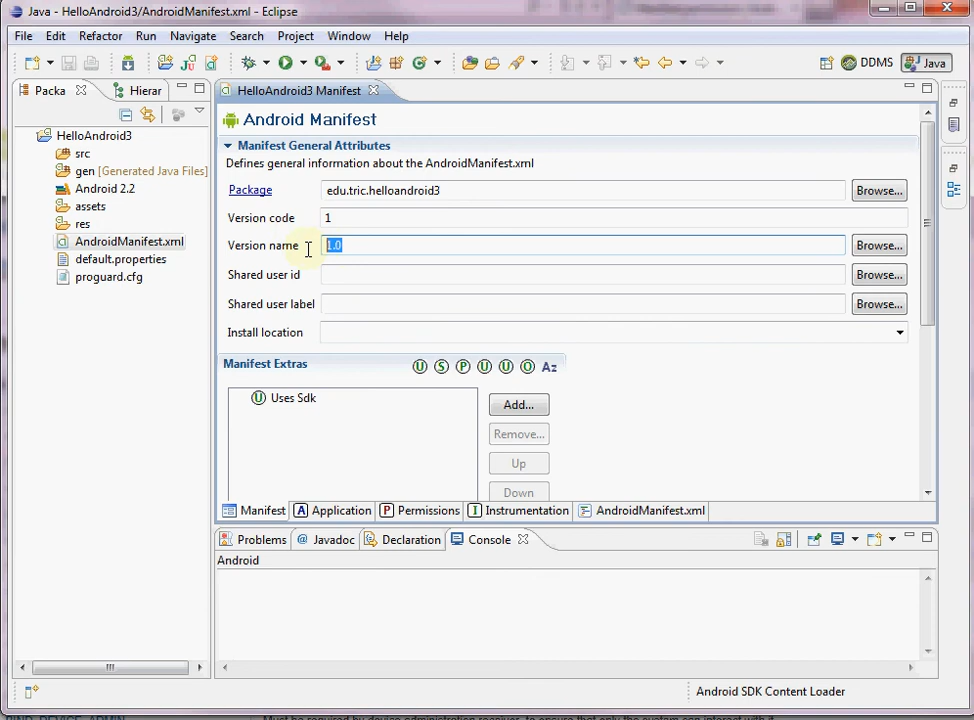 Java - HelloAndroid3/AndroidManifest.xml - Eclipse
File Edit Refactor Run Navigate Search Project Window Help
DDMS Java
Packa Hierar
HelloAndroid3 Manifest
HelloAndroid3
src
gen [Generated Java Files]
Android 2.2
assets
res
AndroidManifest.xml
default.properties
proguard.cfg
Android Manifest
Manifest General Attributes
Defines general information about the AndroidManifest.xml
Package edu.tric.helloandroid3 Browse...
Version code 1
Version name 1.0 Browse...
Shared user id Browse...
Shared user label Browse...
Install location
Manifest Extras U S P U U O Az
U Uses Sdk
Add...
Remove...
Up
Down
Manifest A Application P Permissions I Instrumentation AndroidManifest.xml
Problems @ Javadoc Declaration Console
Android
Android SDK Content Loader